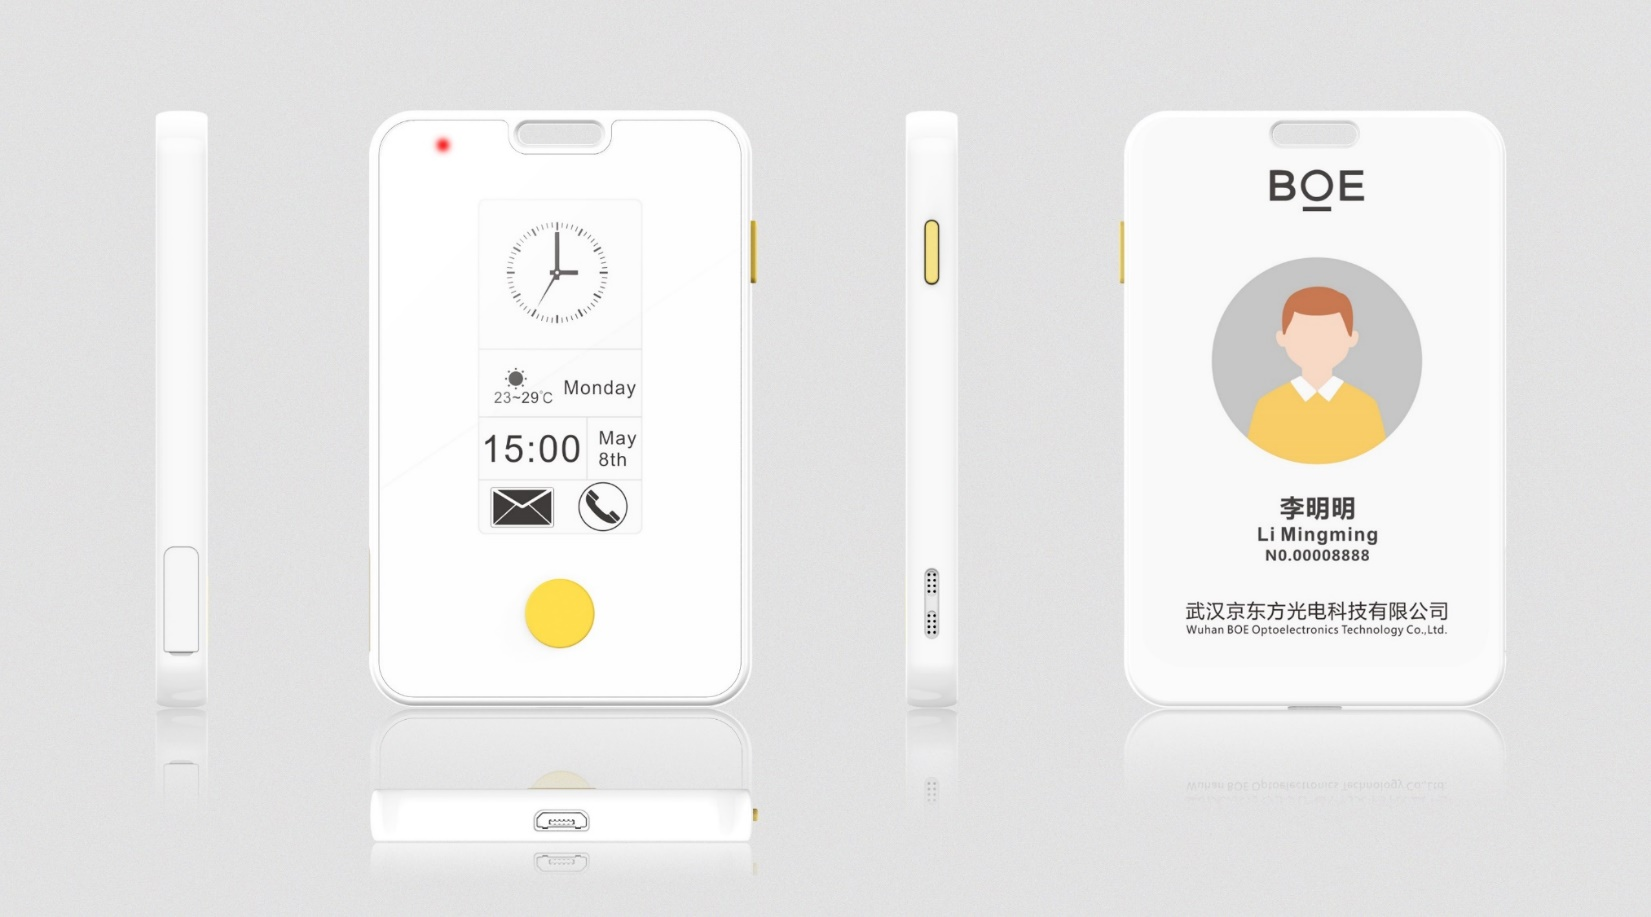 23~29℃
Monday
15:00
May
8th
BOE
李明明
Li Mingming
N0.00008888
武汉京东方光电科技有限公司
Wuhan BOE Optoelectronics Technology Co.,Ltd.